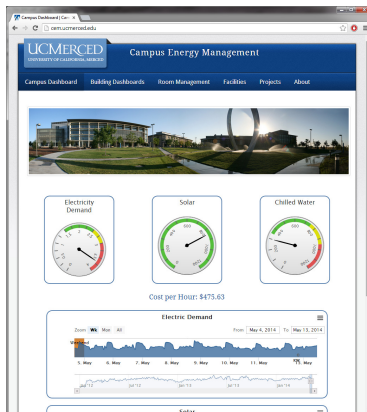 Campus Dashboard | Cam
cem.ucmerced.edu
UCMERCED
UNIVERSITY OF CALIFORNIA, MERCED
Campus Energy Management
Campus Dashboard Building Dashboards Room Management Facilities Projects About
Electricity
Demand
Solar
Chilled Water
Cost per Hour: $475.63
Electric Demand
Zoom Wk Mon All From May 4, 2014 To May 13, 2014
Weekend
5. May 6. May 7. May 8. May 9. May 10. May 11. May
Jul '12 Jan '13 Jul '13 Jan '14
Solar